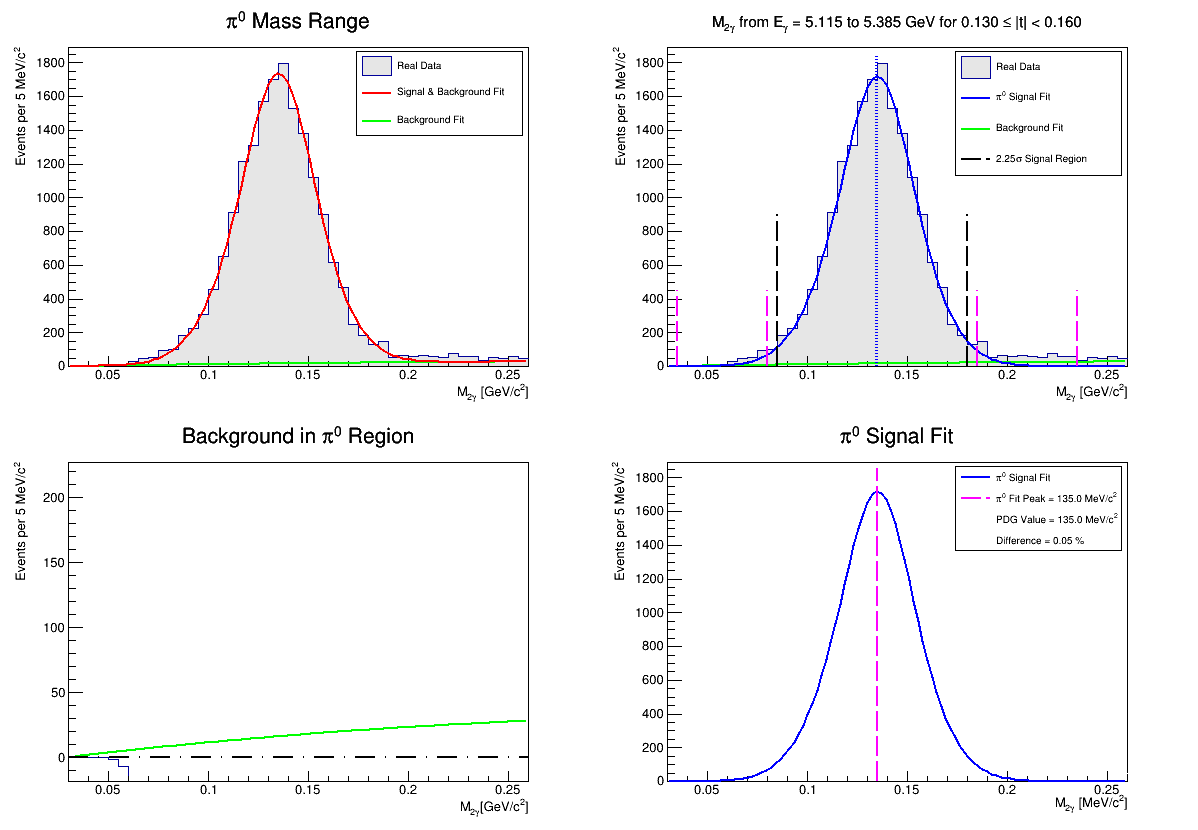 π⁰ Mass Range
Events per 5 MeV/c²
1800
1600
1400
1200
1000
800
600
400
200
0
Real Data
Signal & Background Fit
Background Fit
0.05
0.1
0.15
0.2
0.25
M₂γ [GeV/c²]
M₂γ from Eγ = 5.115 to 5.385 GeV for 0.130 ≤ |t| < 0.160
Events per 5 MeV/c²
1800
1600
1400
1200
1000
800
600
400
200
0
Real Data
π⁰ Signal Fit
Background Fit
2.25σ Signal Region
0.05
0.1
0.15
0.2
0.25
M₂γ [GeV/c²]
Background in π⁰ Region
Events per 5 MeV/c²
200
150
100
50
0
0.05
0.1
0.15
0.2
0.25
M₂γ[GeV/c²]
π⁰ Signal Fit
Events per 5 MeV/c²
1800
1600
1400
1200
1000
800
600
400
200
0
π⁰ Signal Fit
π⁰ Fit Peak = 135.0 MeV/c²
PDG Value = 135.0 MeV/c²
Difference = 0.05 %
0.05
0.1
0.15
0.2
0.25
M₂γ [MeV/c²]